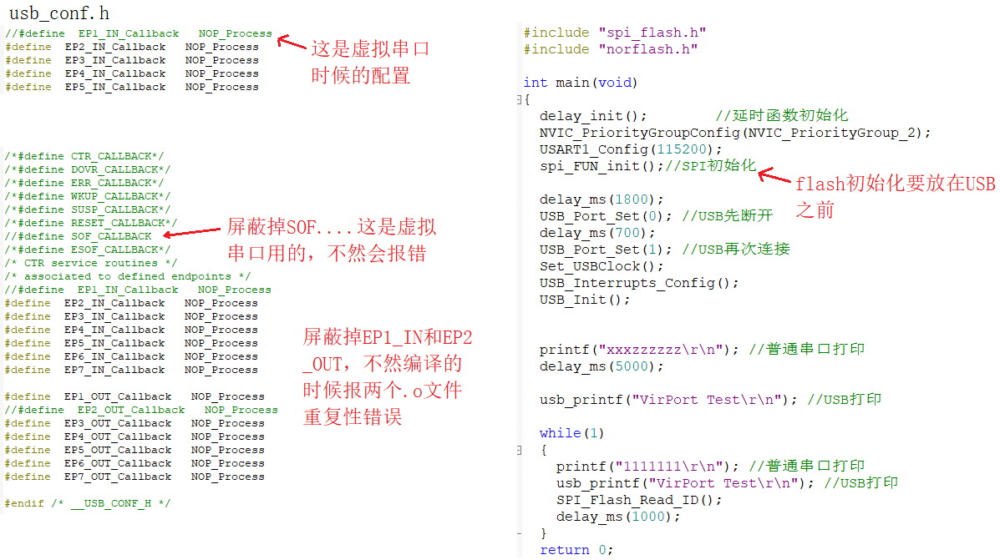 usb_conf.h
//#define  EP1_IN_Callback   NOP_Process
#define  EP2_IN_Callback   NOP_Process
#define  EP3_IN_Callback   NOP_Process
#define  EP4_IN_Callback   NOP_Process
#define  EP5_IN_Callback   NOP_Process
这是虚拟串口
时候的配置
/*#define CTR_CALLBACK*/
/*#define DOVR_CALLBACK*/
/*#define ERR_CALLBACK*/
/*#define WKUP_CALLBACK*/
/*#define SUSP_CALLBACK*/
/*#define RESET_CALLBACK*/
//#define SOF_CALLBACK
/*#define ESOF_CALLBACK*/
屏蔽掉SOF....这是虚拟
串口用的，不然会报错
/* CTR service routines */
/* associated to defined endpoints */
//#define  EP1_IN_Callback   NOP_Process
#define  EP2_IN_Callback   NOP_Process
#define  EP3_IN_Callback   NOP_Process
#define  EP4_IN_Callback   NOP_Process
#define  EP5_IN_Callback   NOP_Process
#define  EP6_IN_Callback   NOP_Process
#define  EP7_IN_Callback   NOP_Process
#define  EP1_OUT_Callback   NOP_Process
//#define  EP2_OUT_Callback   NOP_Process
#define  EP3_OUT_Callback   NOP_Process
#define  EP4_OUT_Callback   NOP_Process
#define  EP5_OUT_Callback   NOP_Process
#define  EP6_OUT_Callback   NOP_Process
#define  EP7_OUT_Callback   NOP_Process
#endif /* __USB_CONF_H */
屏蔽掉EP1_IN和EP2
_OUT，不然编译的
时候报两个.o文件
重复性错误
#include "spi_flash.h"
#include "norflash.h"
int main(void)
{
delay_init();        //延时函数初始化
NVIC_PriorityGroupConfig(NVIC_PriorityGroup_2);
USART1_Config(115200);
spi_FUN_init();//SPI初始化
flash初始化要放在USB
之前
delay_ms(1800);
USB_Port_Set(0); //USB先断开
delay_ms(700);
USB_Port_Set(1); //USB再次连接
Set_USBClock();
USB_Interrupts_Config();
USB_Init();
printf("xxxzzzzzz\r\n"); //普通串口打印
delay_ms(5000);
usb_printf("VirPort Test\r\n"); //USB打印
while(1)
{
printf("1111111\r\n"); //普通串口打印
usb_printf("VirPort Test\r\n"); //USB打印
SPI_Flash_Read_ID();
delay_ms(1000);
}
return 0;